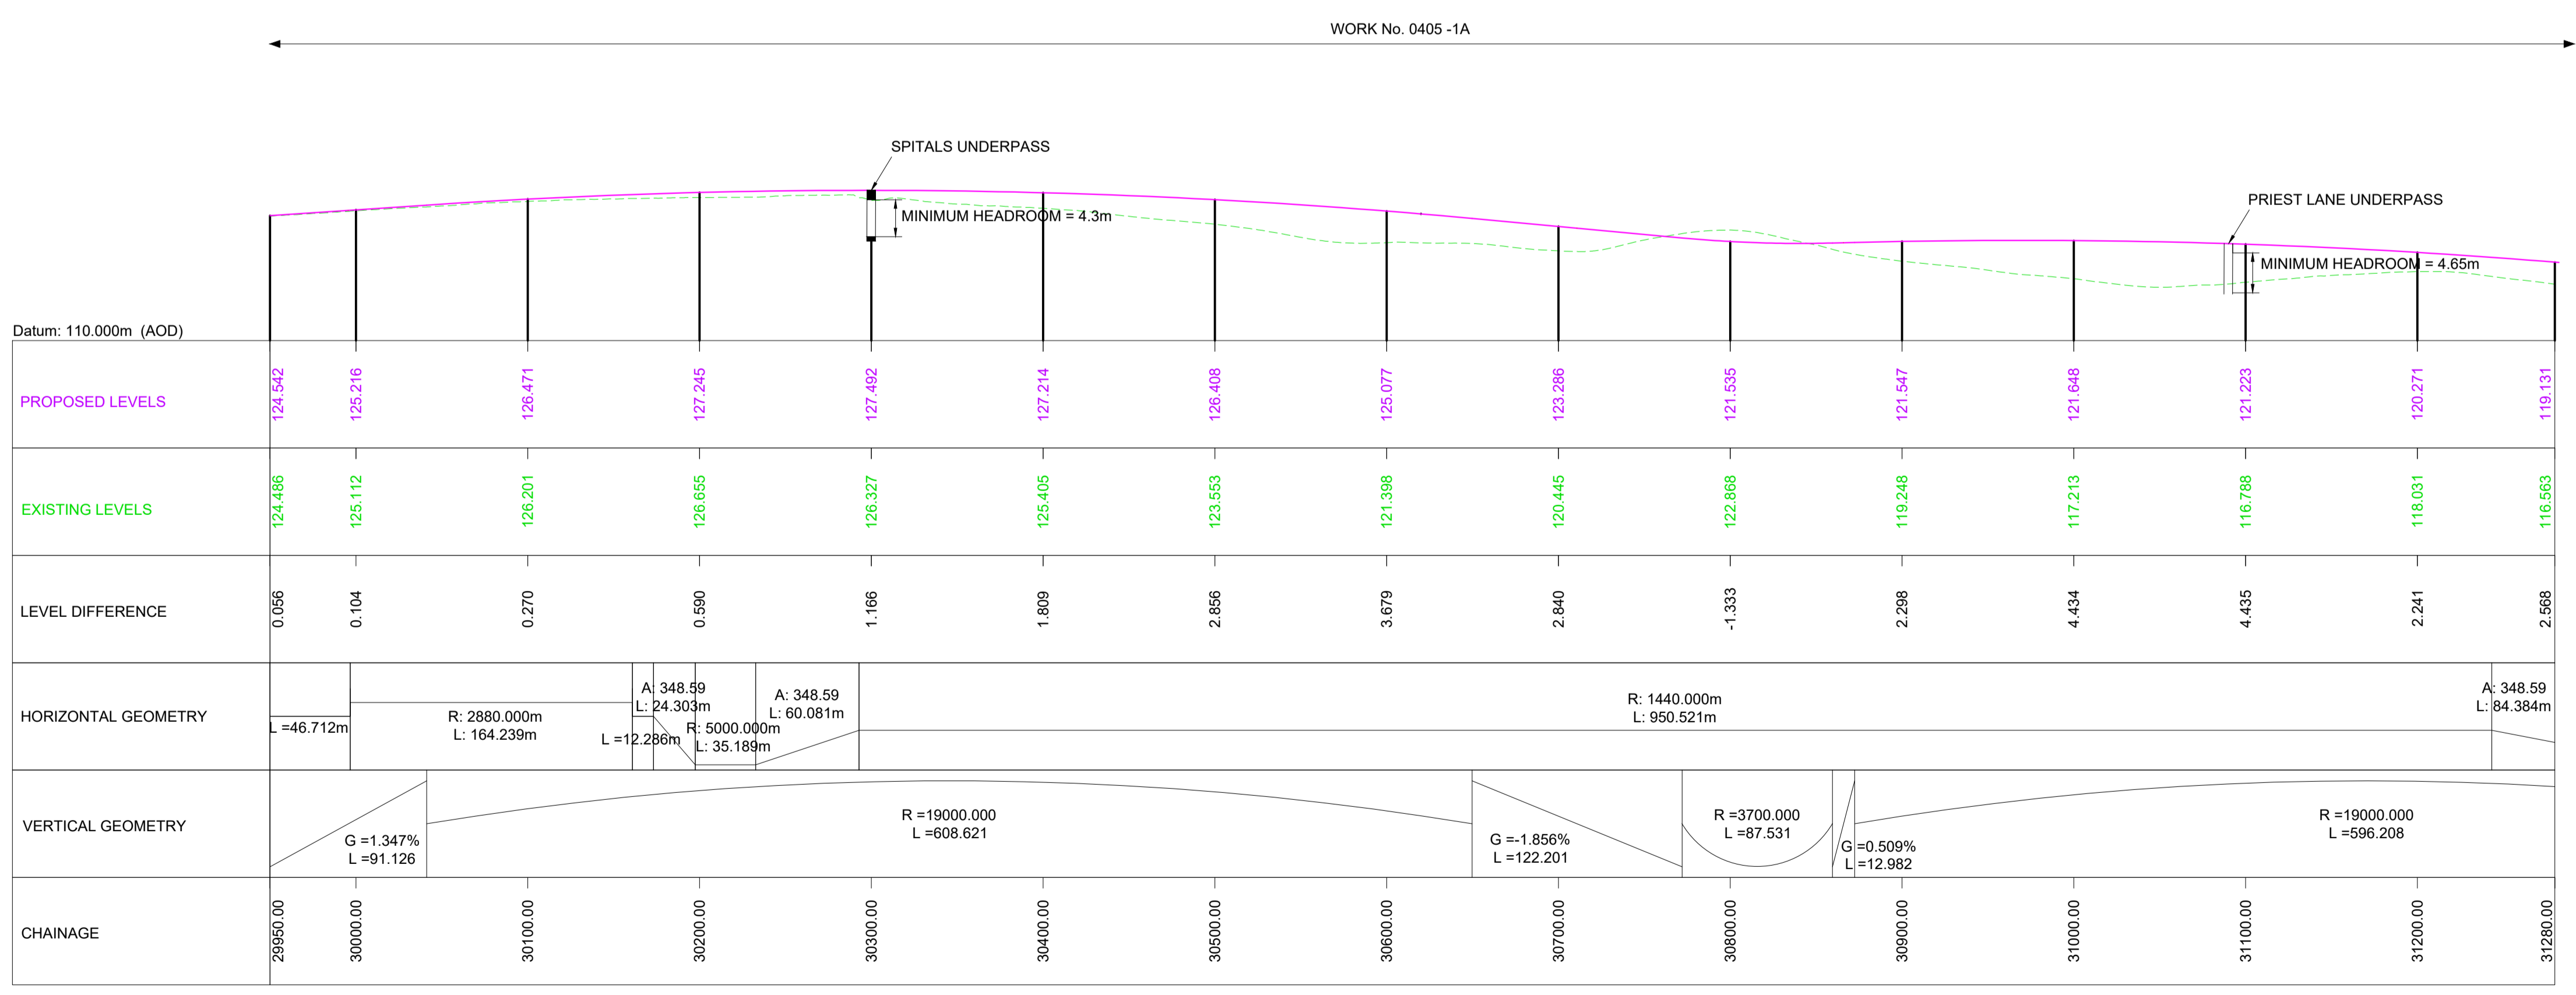 WORK No. 0405 -1A
SPITALS UNDERPASS
MINIMUM HEADROOM = 4.3m
PRIEST LANE UNDERPASS
MINIMUM HEADROOM = 4.65m
Datum: 110.000m (AOD)
PROPOSED LEVELS
124.542
125.216
126.471
127.245
127.492
127.214
126.408
125.077
123.286
121.535
121.547
121.648
121.223
120.271
119.131
EXISTING LEVELS
124.486
125.112
126.201
126.655
126.327
125.405
123.553
121.398
120.445
122.868
119.248
117.213
116.788
118.031
116.563
LEVEL DIFFERENCE
0.056
0.104
0.270
0.590
1.166
1.809
2.856
3.679
2.840
-1.333
2.298
4.434
4.435
2.241
2.568
HORIZONTAL GEOMETRY
L =46.712m
R: 2880.000m
L: 164.239m
L =12.286m
A: 348.59
L: 24.303m
R: 5000.000m
L: 35.189m
A: 348.59
L: 60.081m
R: 1440.000m
L: 950.521m
A: 348.59
L: 84.384m
VERTICAL GEOMETRY
G =1.347%
L =91.126
R =19000.000
L =608.621
G =-1.856%
L =122.201
R =3700.000
L =87.531
G =0.509%
L =12.982
R =19000.000
L =596.208
CHAINAGE
29950.00
30000.00
30100.00
30200.00
30300.00
30400.00
30500.00
30600.00
30700.00
30800.00
30900.00
31000.00
31100.00
31200.00
31280.00